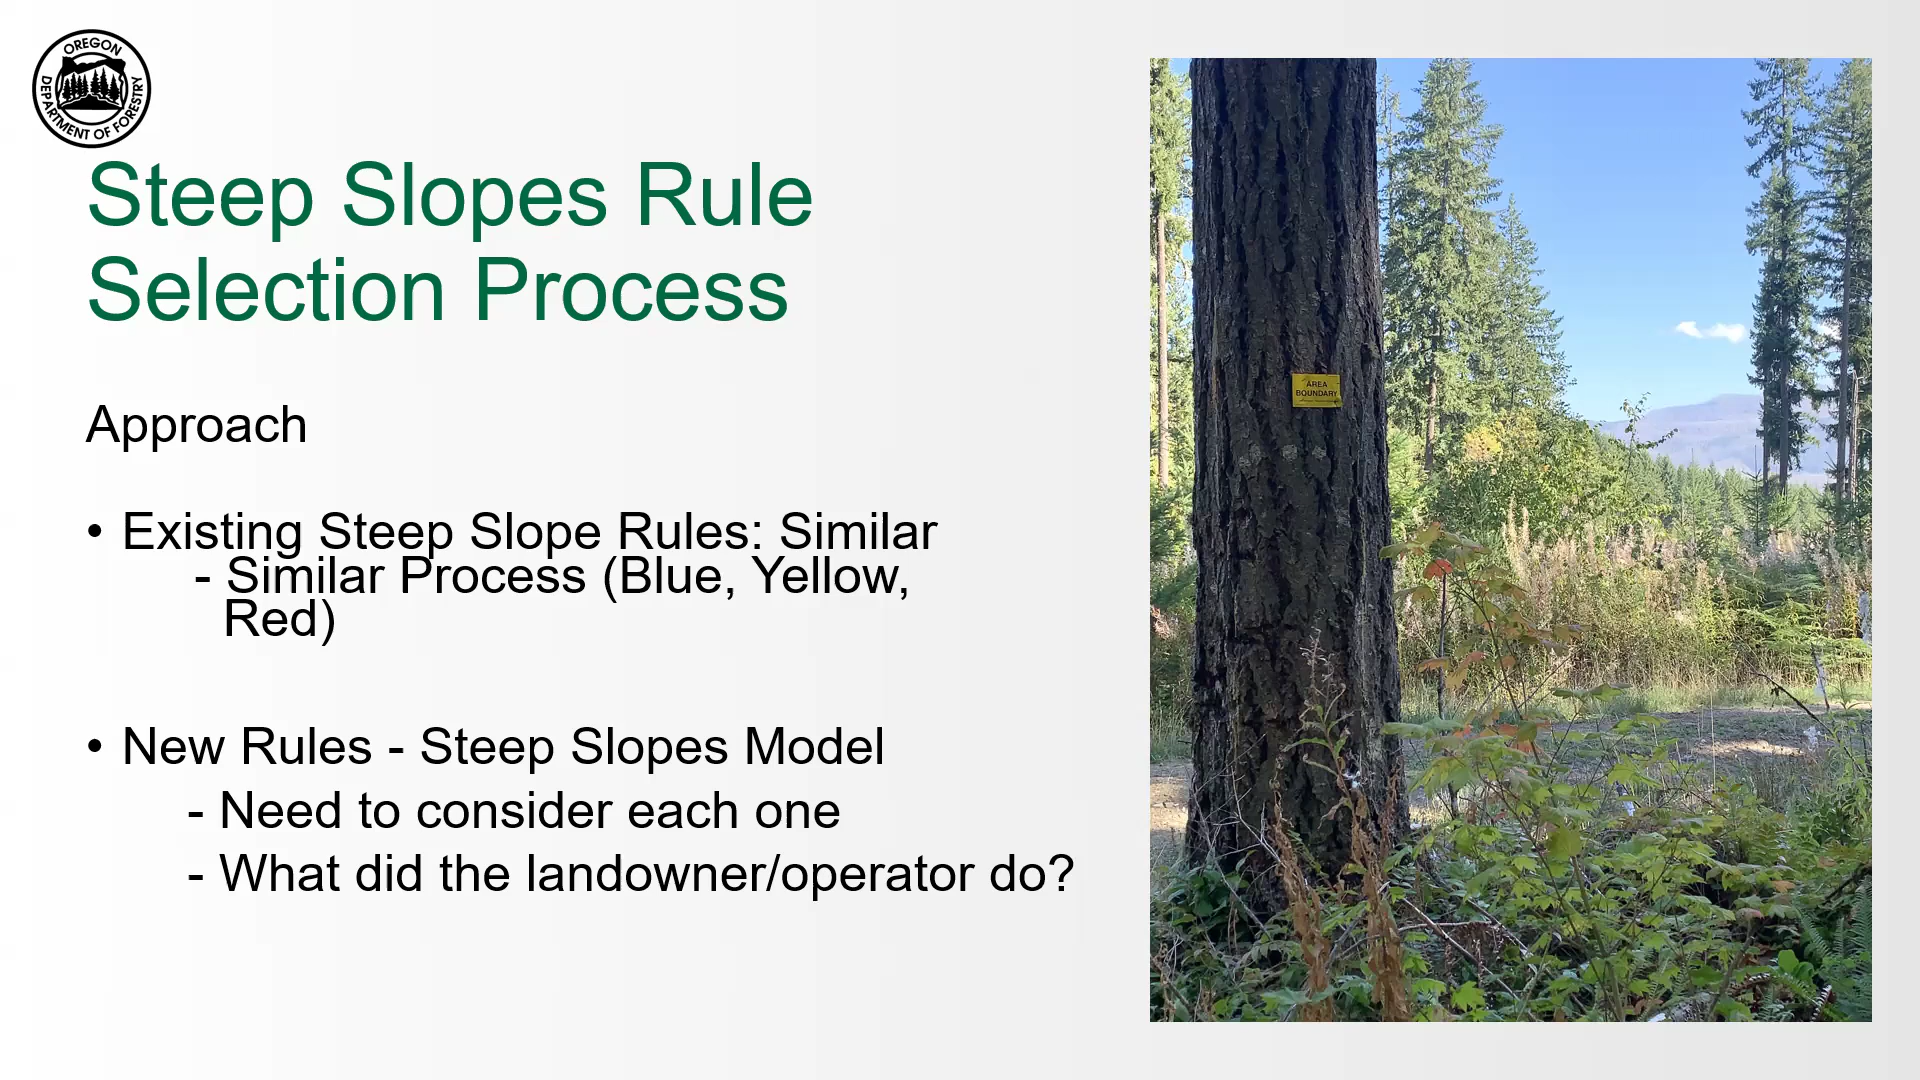 OREGON
DEPARTMENT OF FORESTRY
Steep Slopes Rule
Selection Process
Approach
• Existing Steep Slope Rules: Similar
- Similar Process (Blue, Yellow,
Red)
• New Rules - Steep Slopes Model
- Need to consider each one
- What did the landowner/operator do?
AREA
BOUNDARY